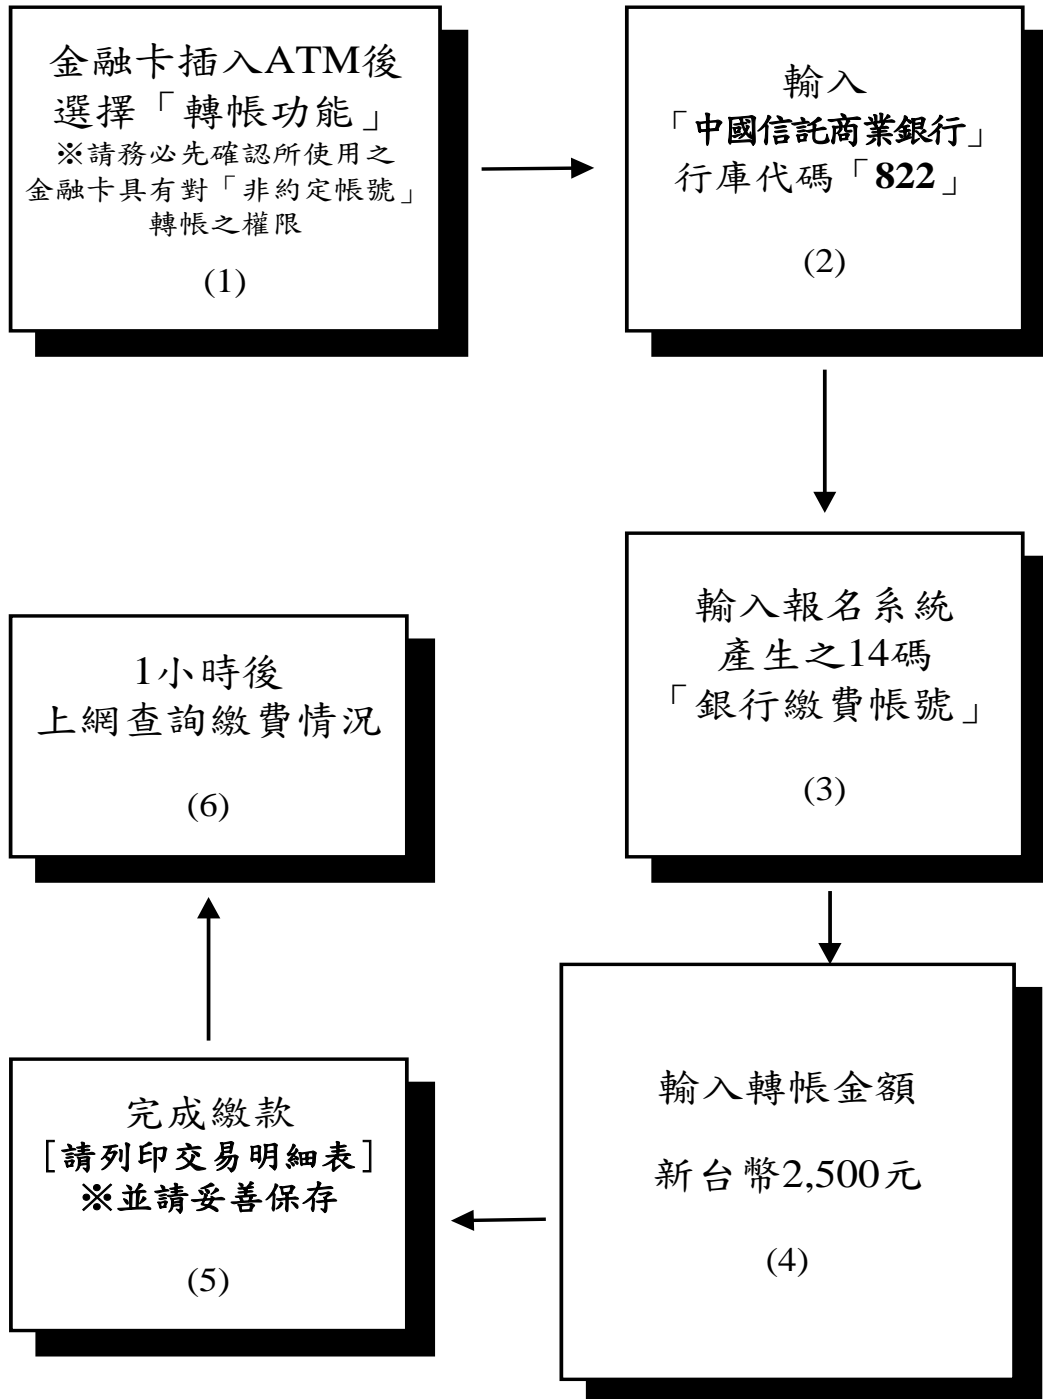 金融卡插入ATM後
選擇「轉帳功能」
※請務必先確認所使用之
金融卡具有對「非約定帳號」
轉帳之權限
(1)
輸入
「中國信託商業銀行」
行庫代碼「822」
(2)
輸入報名系統
產生之14碼
「銀行繳費帳號」
(3)
輸入轉帳金額
新台幣2,500元
(4)
完成繳款
[請列印交易明細表]
※並請妥善保存
(5)
1小時後
上網查詢繳費情況
(6)